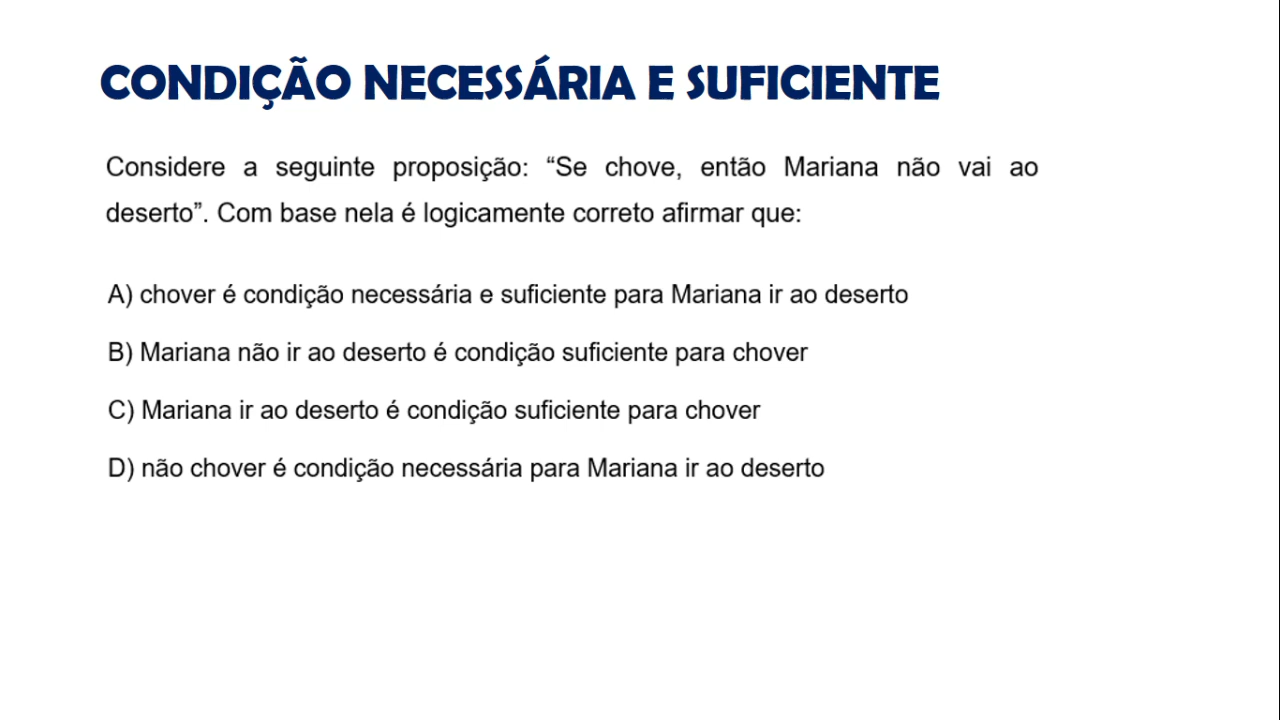 CONDIÇÃO NECESSÁRIA E SUFICIENTE
Considere a seguinte proposição: “Se chove, então Mariana não vai ao
deserto”. Com base nela é logicamente correto afirmar que:
A) chover é condição necessária e suficiente para Mariana ir ao deserto
B) Mariana não ir ao deserto é condição suficiente para chover
C) Mariana ir ao deserto é condição suficiente para chover
D) não chover é condição necessária para Mariana ir ao deserto